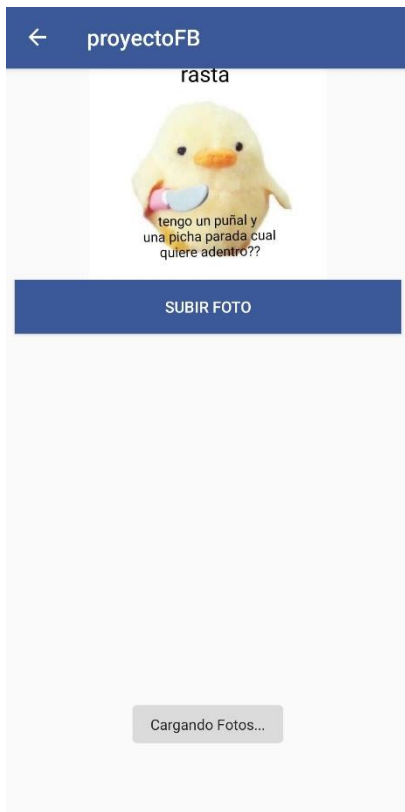 proyectoFB
rasta
tengo un puñal y
una picha parada cual
quiere adentro??
SUBIR FOTO
Cargando Fotos...